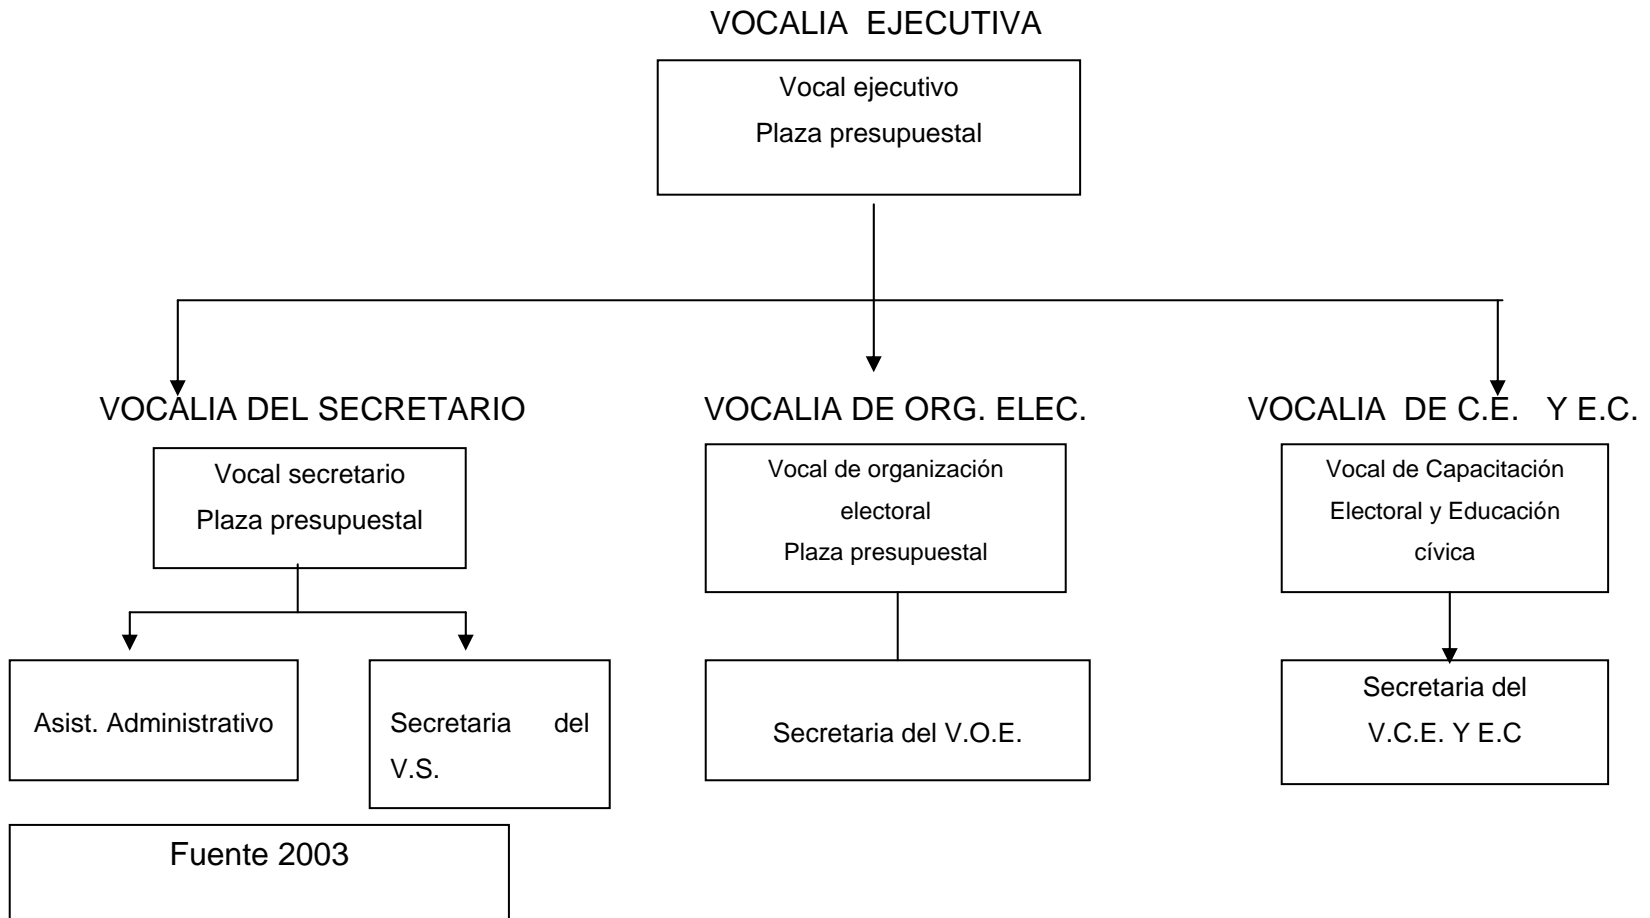 VOCALIA EJECUTIVA
Vocal ejecutivo
Plaza presupuestal
VOCALIA DEL SECRETARIO
Vocal secretario
Plaza presupuestal
VOCALIA DE ORG. ELEC.
Vocal de organización
electoral
Plaza presupuestal
VOCALIA DE C.E. Y E.C.
Vocal de Capacitación
Electoral y Educación
cívica
Asist. Administrativo
Secretaria del
V.S.
Secretaria del V.O.E.
Secretaria del
V.C.E. Y E.C
Fuente 2003